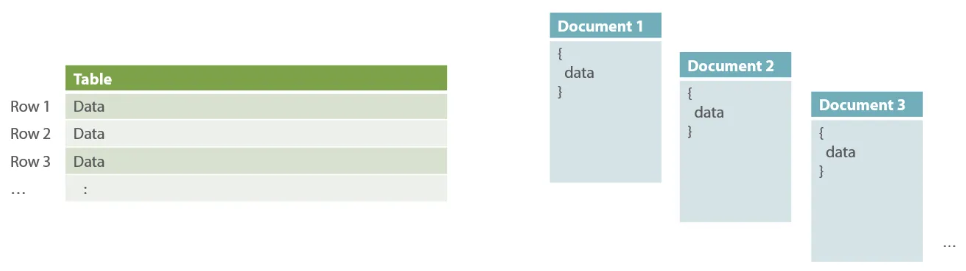 Table
Row 1 Data
Row 2 Data
Row 3 Data
… :
Document 1
{
data
}
Document 2
{
data
}
Document 3
{
data
}
…